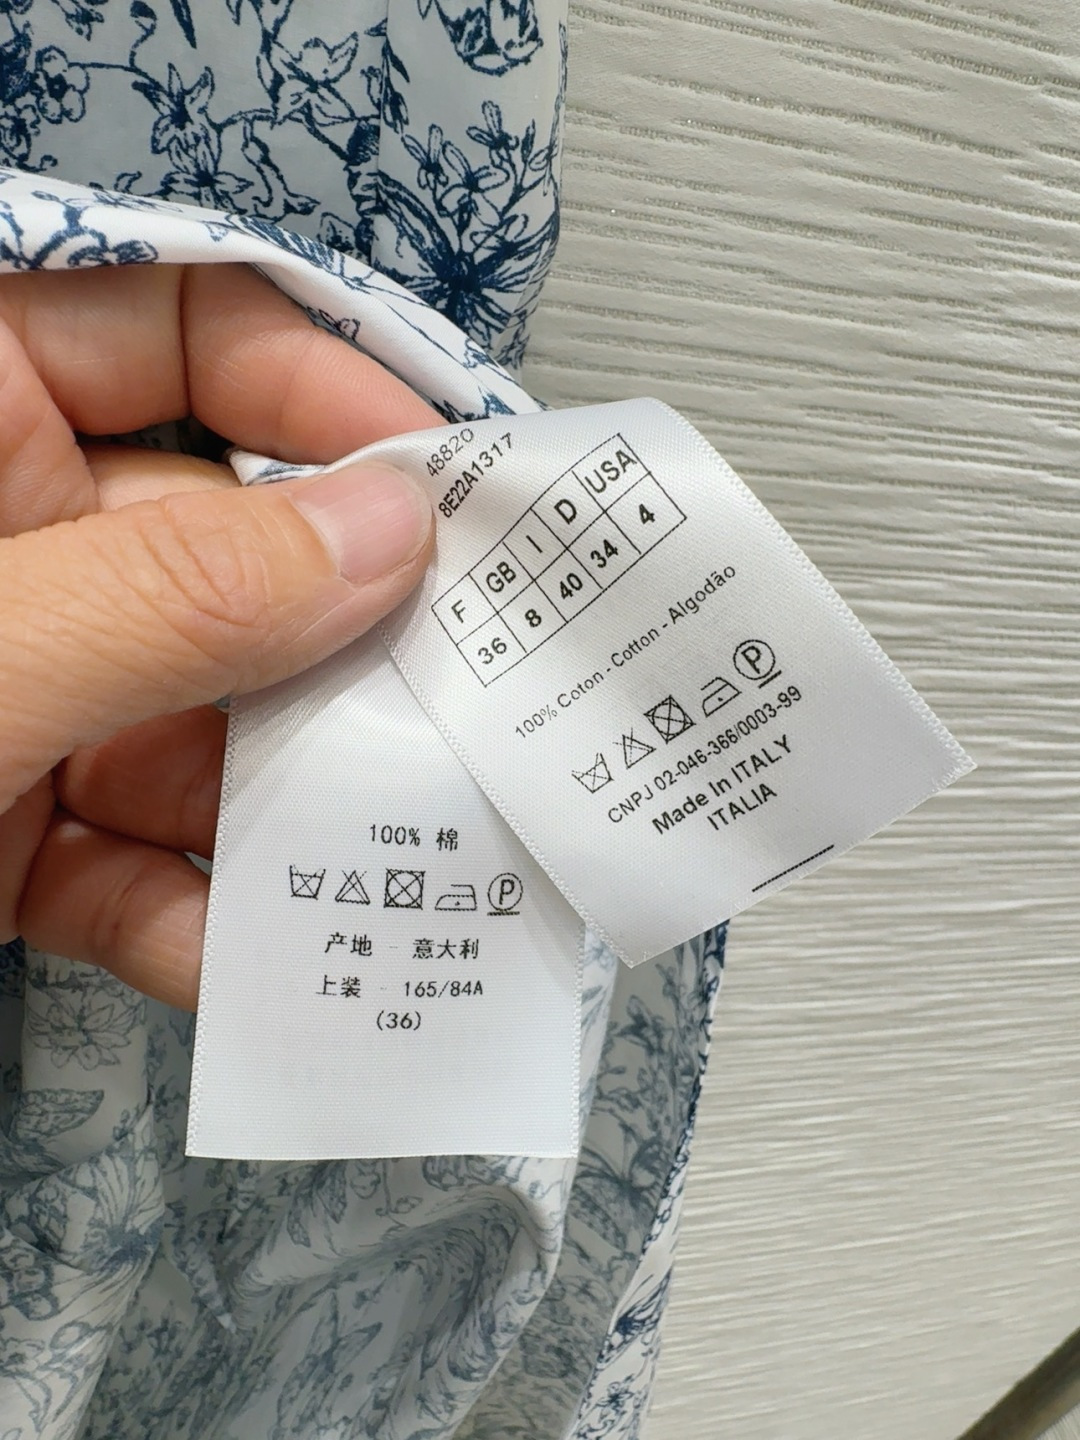 48820
8E22A1317
F GB I D USA
36 8 40 34 4
100% Coton - Cotton - Algodão
P
CNPJ 02-046-366/0003-99
Made In ITALY
ITALIA
100% 棉
P
产地 - 意大利
上装 - 165/84A
(36)